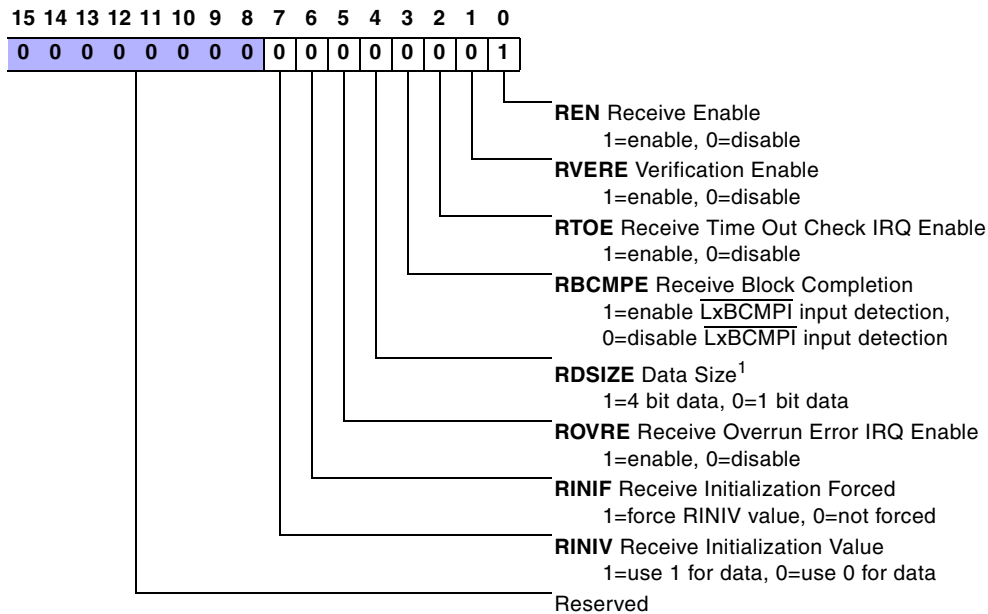 15 14 13 12 11 10 9 8 7 6 5 4 3 2 1 0
0 0 0 0 0 0 0 0 0 0 0 0 0 0 0 1
REN Receive Enable
1=enable, 0=disable
RVERE Verification Enable
1=enable, 0=disable
RTOE Receive Time Out Check IRQ Enable
1=enable, 0=disable
RBCMPE Receive Block Completion
1=enable L̅x̅B̅C̅M̅P̅I̅ input detection,
0=disable L̅x̅B̅C̅M̅P̅I̅ input detection
RDSIZE Data Size¹
1=4 bit data, 0=1 bit data
ROVRE Receive Overrun Error IRQ Enable
1=enable, 0=disable
RINIF Receive Initialization Forced
1=force RINIV value, 0=not forced
RINIV Receive Initialization Value
1=use 1 for data, 0=use 0 for data
Reserved